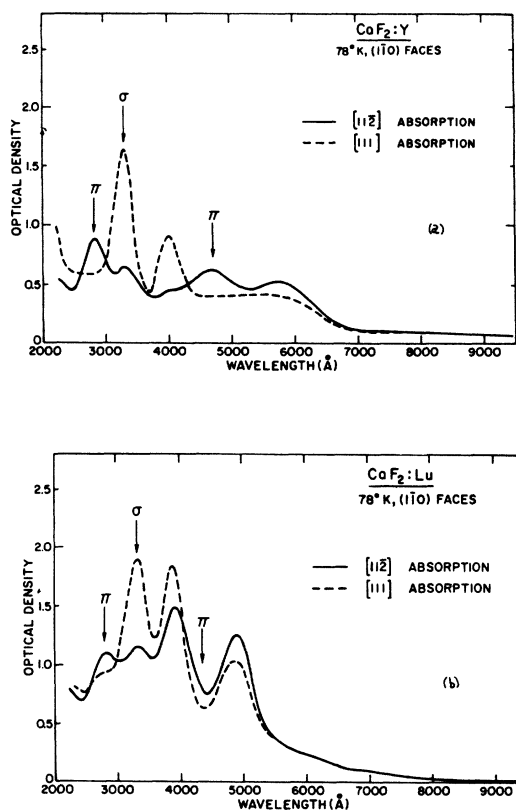 CaF2:Y
78°K, (11̄0) FACES
[112̄] ABSORPTION
[111] ABSORPTION
(a)
σ
π
π
OPTICAL DENSITY
2.5
2.0
1.5
1.0
0.5
0
2000 3000 4000 5000 6000 7000 8000 9000
WAVELENGTH (Å)
CaF2:Lu
78°K, (11̄0) FACES
[112̄] ABSORPTION
[111] ABSORPTION
(b)
σ
π
π
OPTICAL DENSITY
2.5
2.0
1.5
1.0
0.5
0
2000 3000 4000 5000 6000 7000 8000 9000
WAVELENGTH (Å)